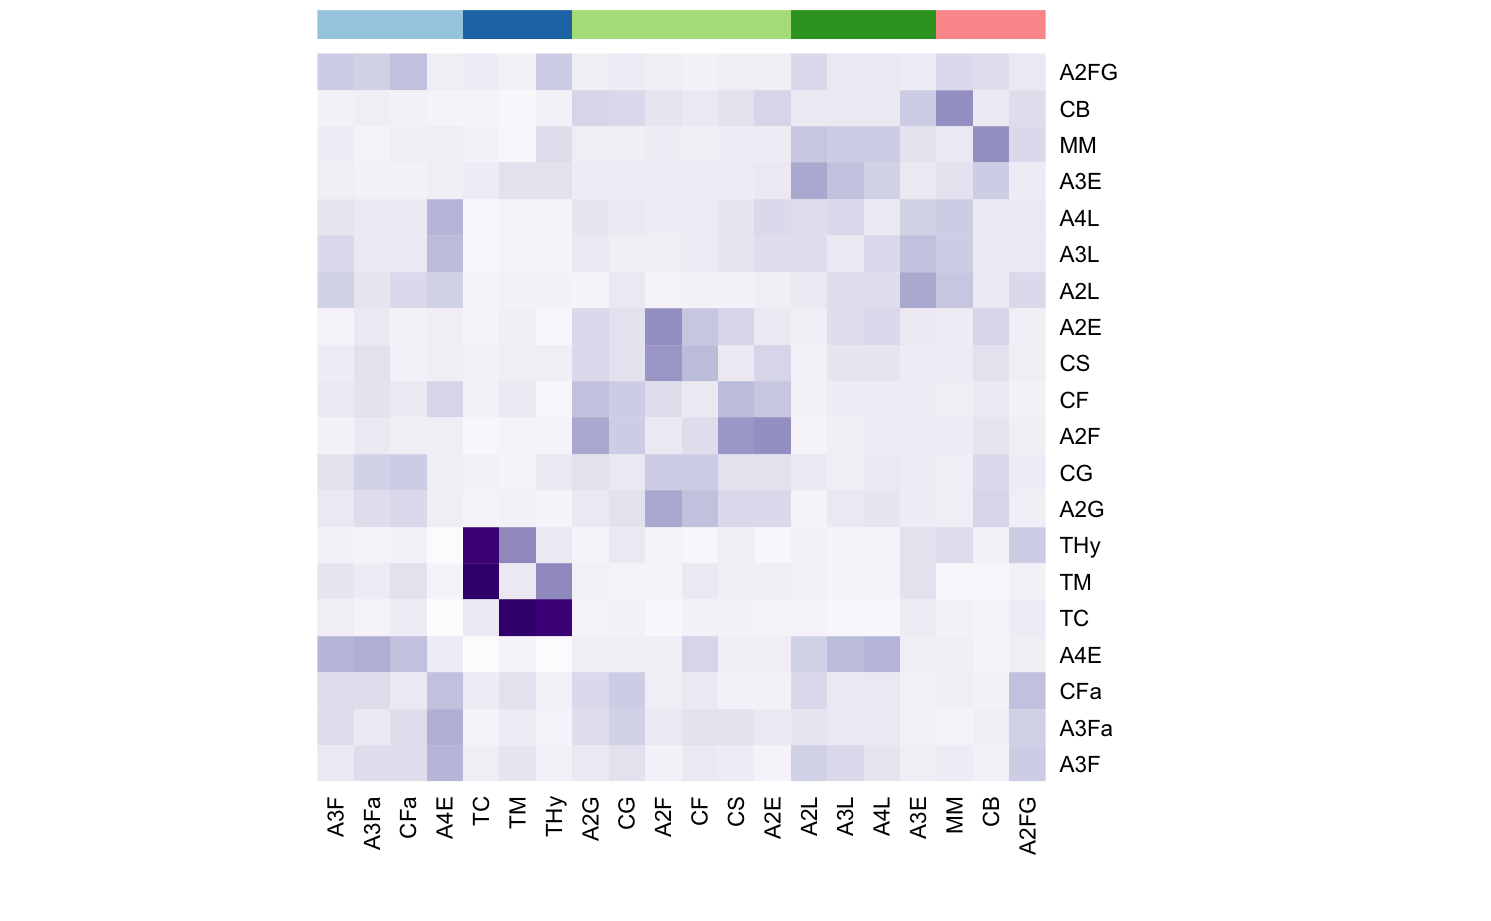 A2FG
CB
MM
A3E
A4L
A3L
A2L
A2E
CS
CF
A2F
CG
A2G
THy
TM
TC
A4E
CFa
A3Fa
A3F
A3F A3Fa CFa A4E TC TM THy A2G CG A2F CF CS A2E A2L A3L A4L A3E MM CB A2FG